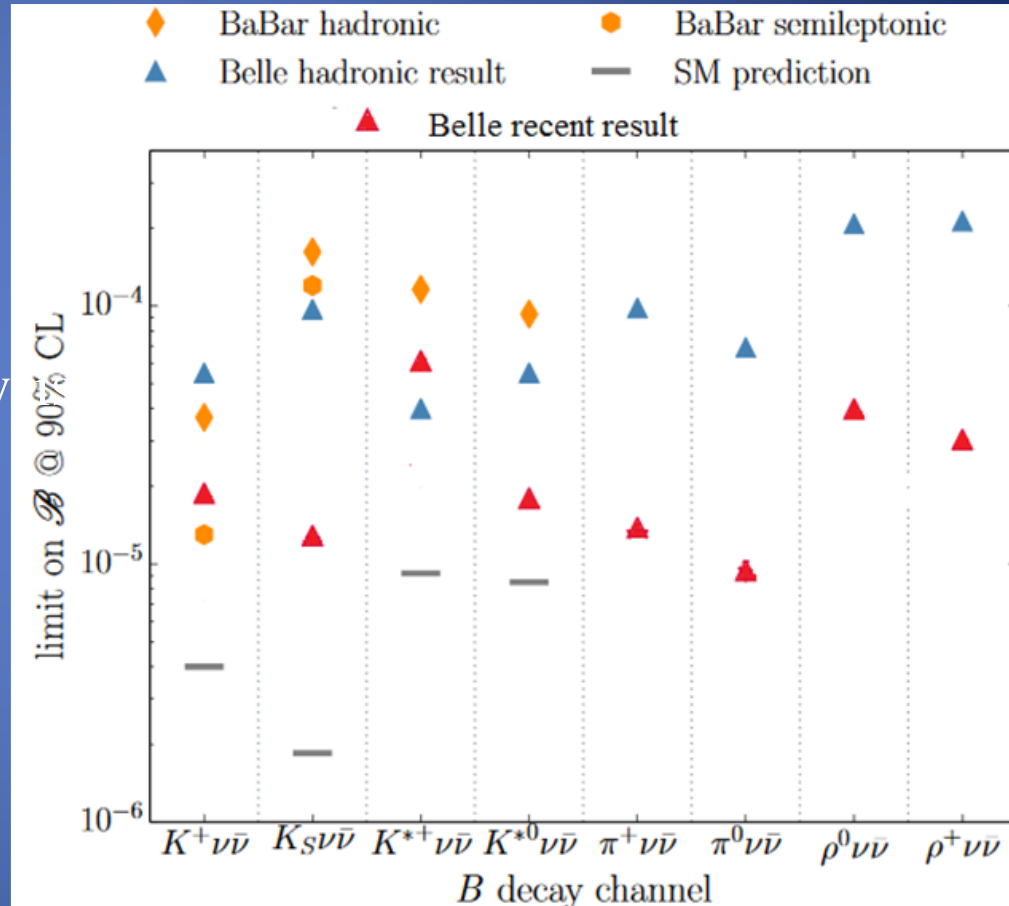 BaBar hadronic BaBar semileptonic
Belle hadronic result SM prediction
Belle recent result
10⁻⁴
10⁻⁵
10⁻⁶
y
limit on ℬ @ 90% CL
K⁺νν̄ K_Sνν̄ K*⁺νν̄ K*⁰νν̄ π⁺νν̄ π⁰νν̄ ρ⁰νν̄ ρ⁺νν̄
B decay channel